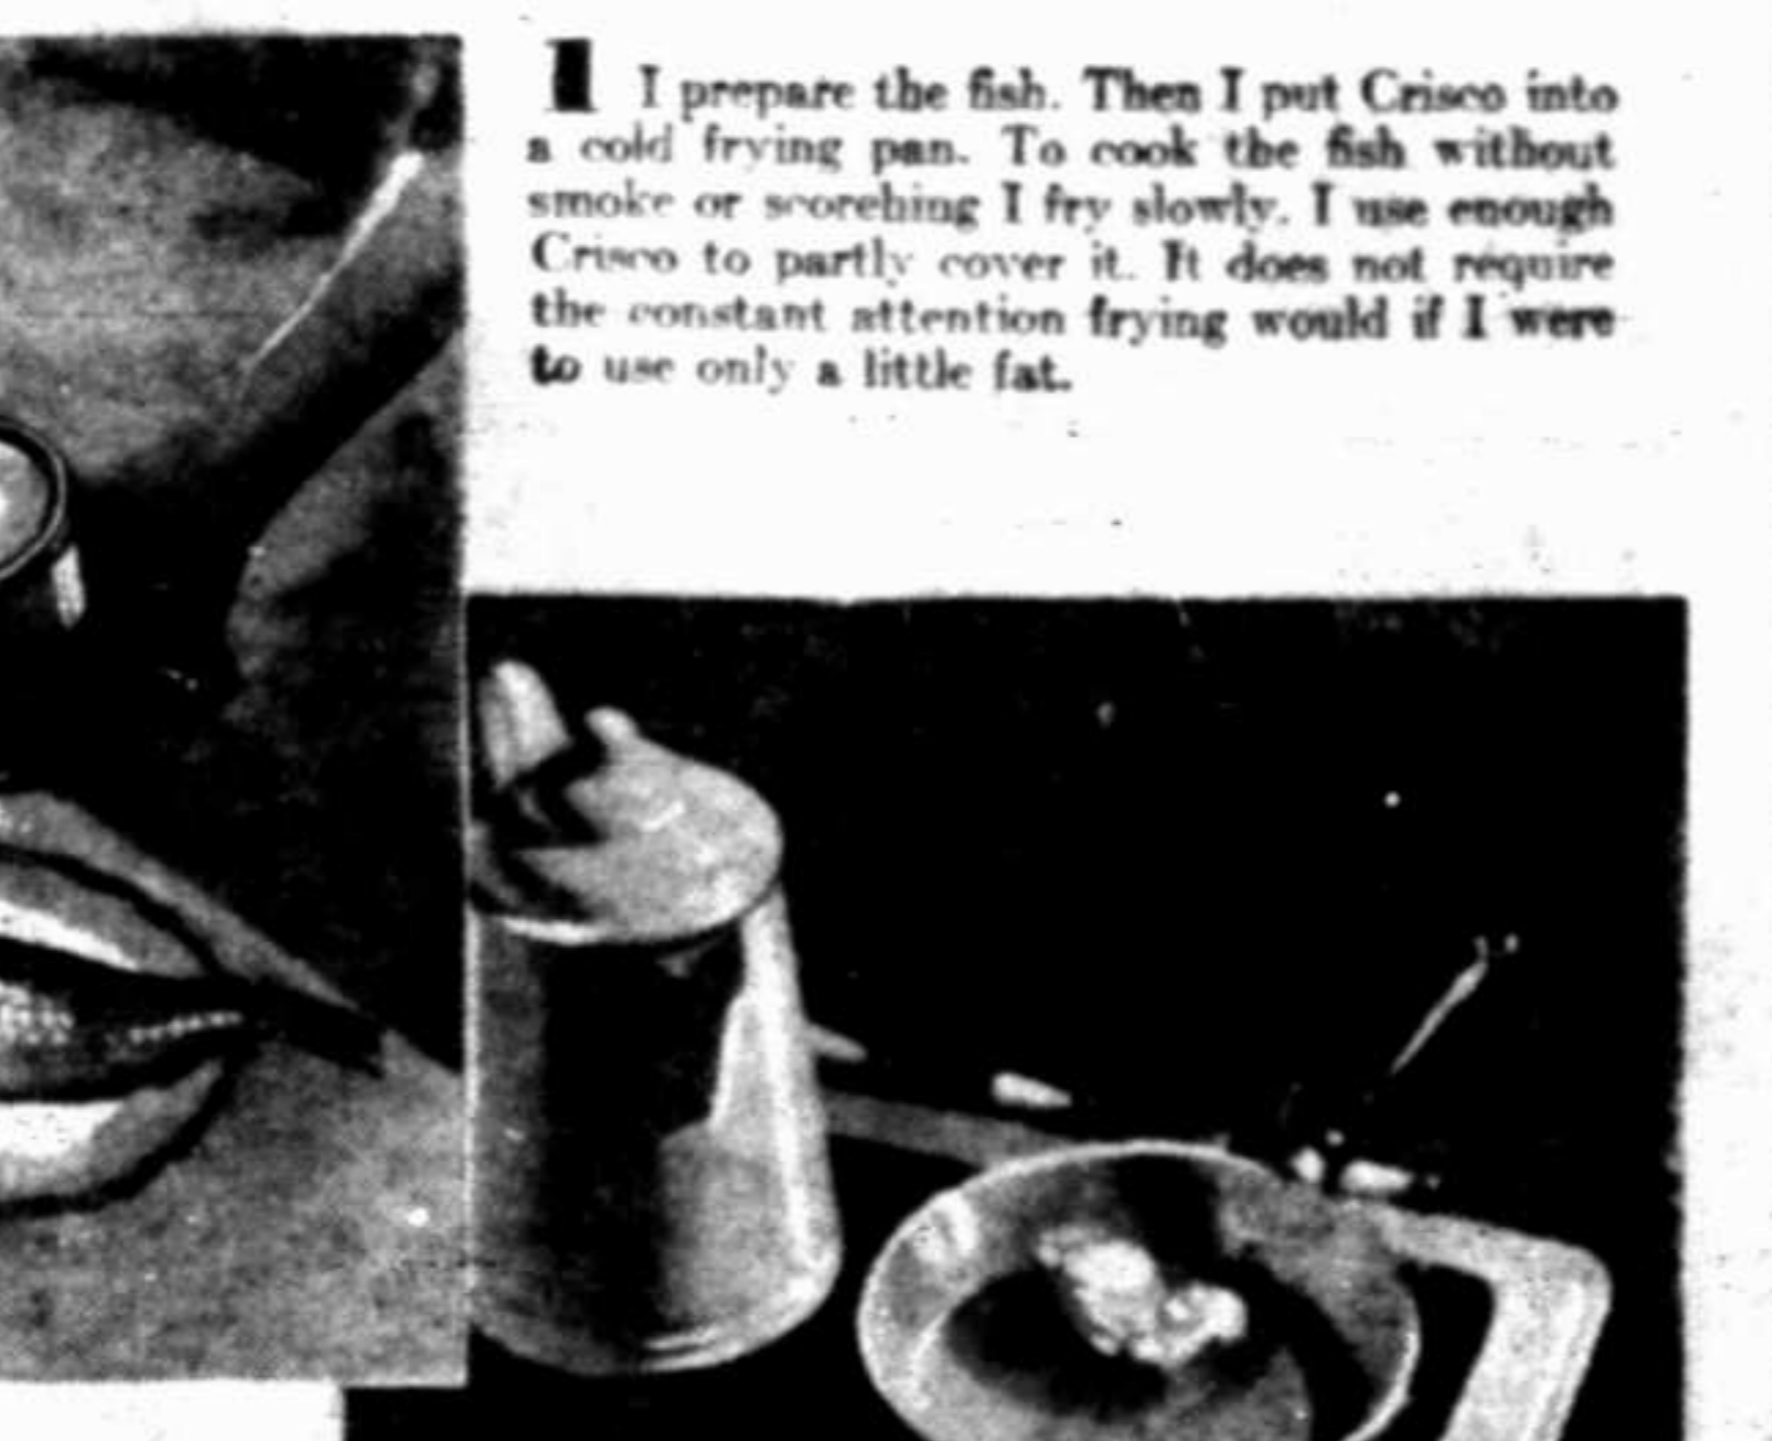 1 I prepare the fish. Then I put Crisco into
a cold frying pan. To cook the fish without
smoke or scorching I fry slowly. I use enough
Crisco to partly cover it. It does not require
the constant attention frying would if I were
to use only a little fat.